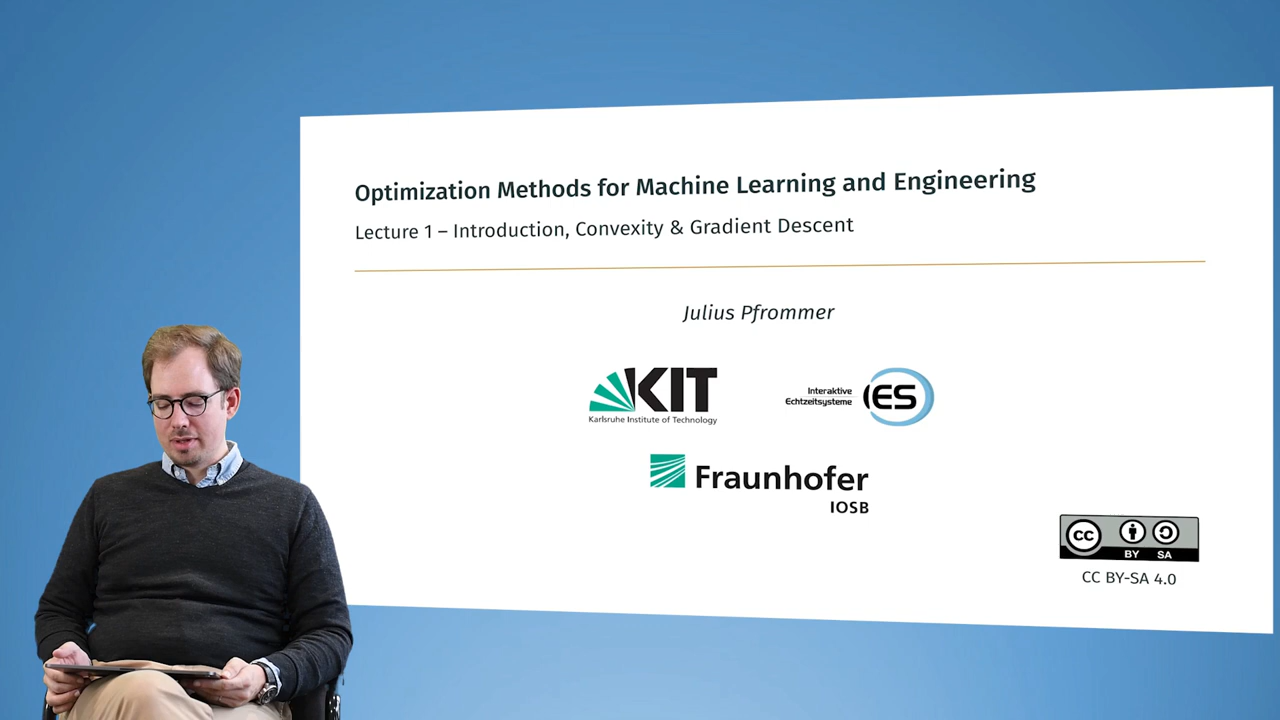 Optimization Methods for Machine Learning and Engineering
Lecture 1 – Introduction, Convexity & Gradient Descent
Julius Pfrommer
KIT
Karlsruhe Institute of Technology
Interaktive
Echtzeitsysteme
IES
Fraunhofer
IOSB
CC
BY SA
CC BY-SA 4.0